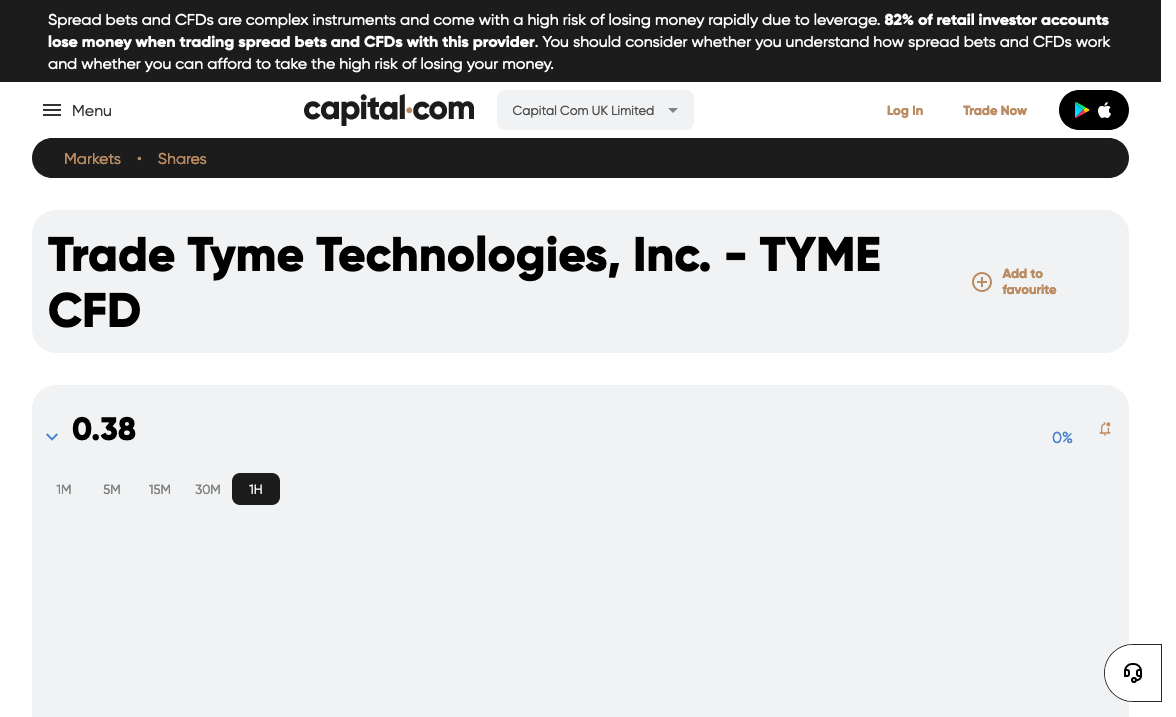 Spread bets and CFDs are complex instruments and come with a high risk of losing money rapidly due to leverage. 82% of retail investor accounts
lose money when trading spread bets and CFDs with this provider. You should consider whether you understand how spread bets and CFDs work
and whether you can afford to take the high risk of losing your money.
Menu
capital.com
Capital Com UK Limited
Log In
Trade Now
Markets • Shares
Trade Tyme Technologies, Inc. - TYME
CFD
Add to
favourite
0.38
0%
1M 5M 15M 30M 1H